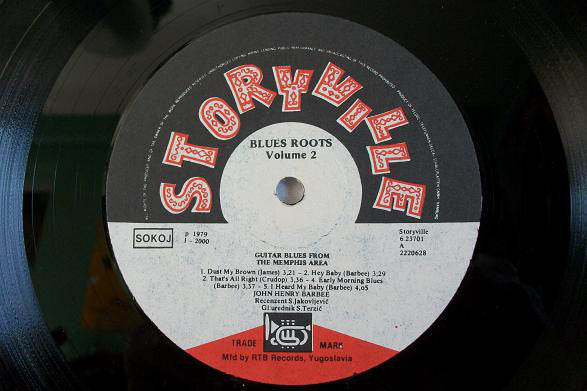 STORYVILLE
BLUES ROOTS
Volume 2
SOKOJ
p 1979
J - 2000
Storyville
6 23701
A
2220628
GUITAR BLUES FROM
THE MEMPHIS AREA
1. Dust My Brown (James) 3,21 - 2. Hey Baby (Barbee) 3;29
2. That's All Right (Crudop) 3,36 - 4. Early Morning Blues
(Barbee) 3,37 - 5. I Heard My Baby (Barbee) 4,05
JOHN HENRY BARBEE
Recenzent S.Jakovljević
Gl.urednik S.Terzić
TRADE MARK
Mfd by RTB Records, Yugoslavia